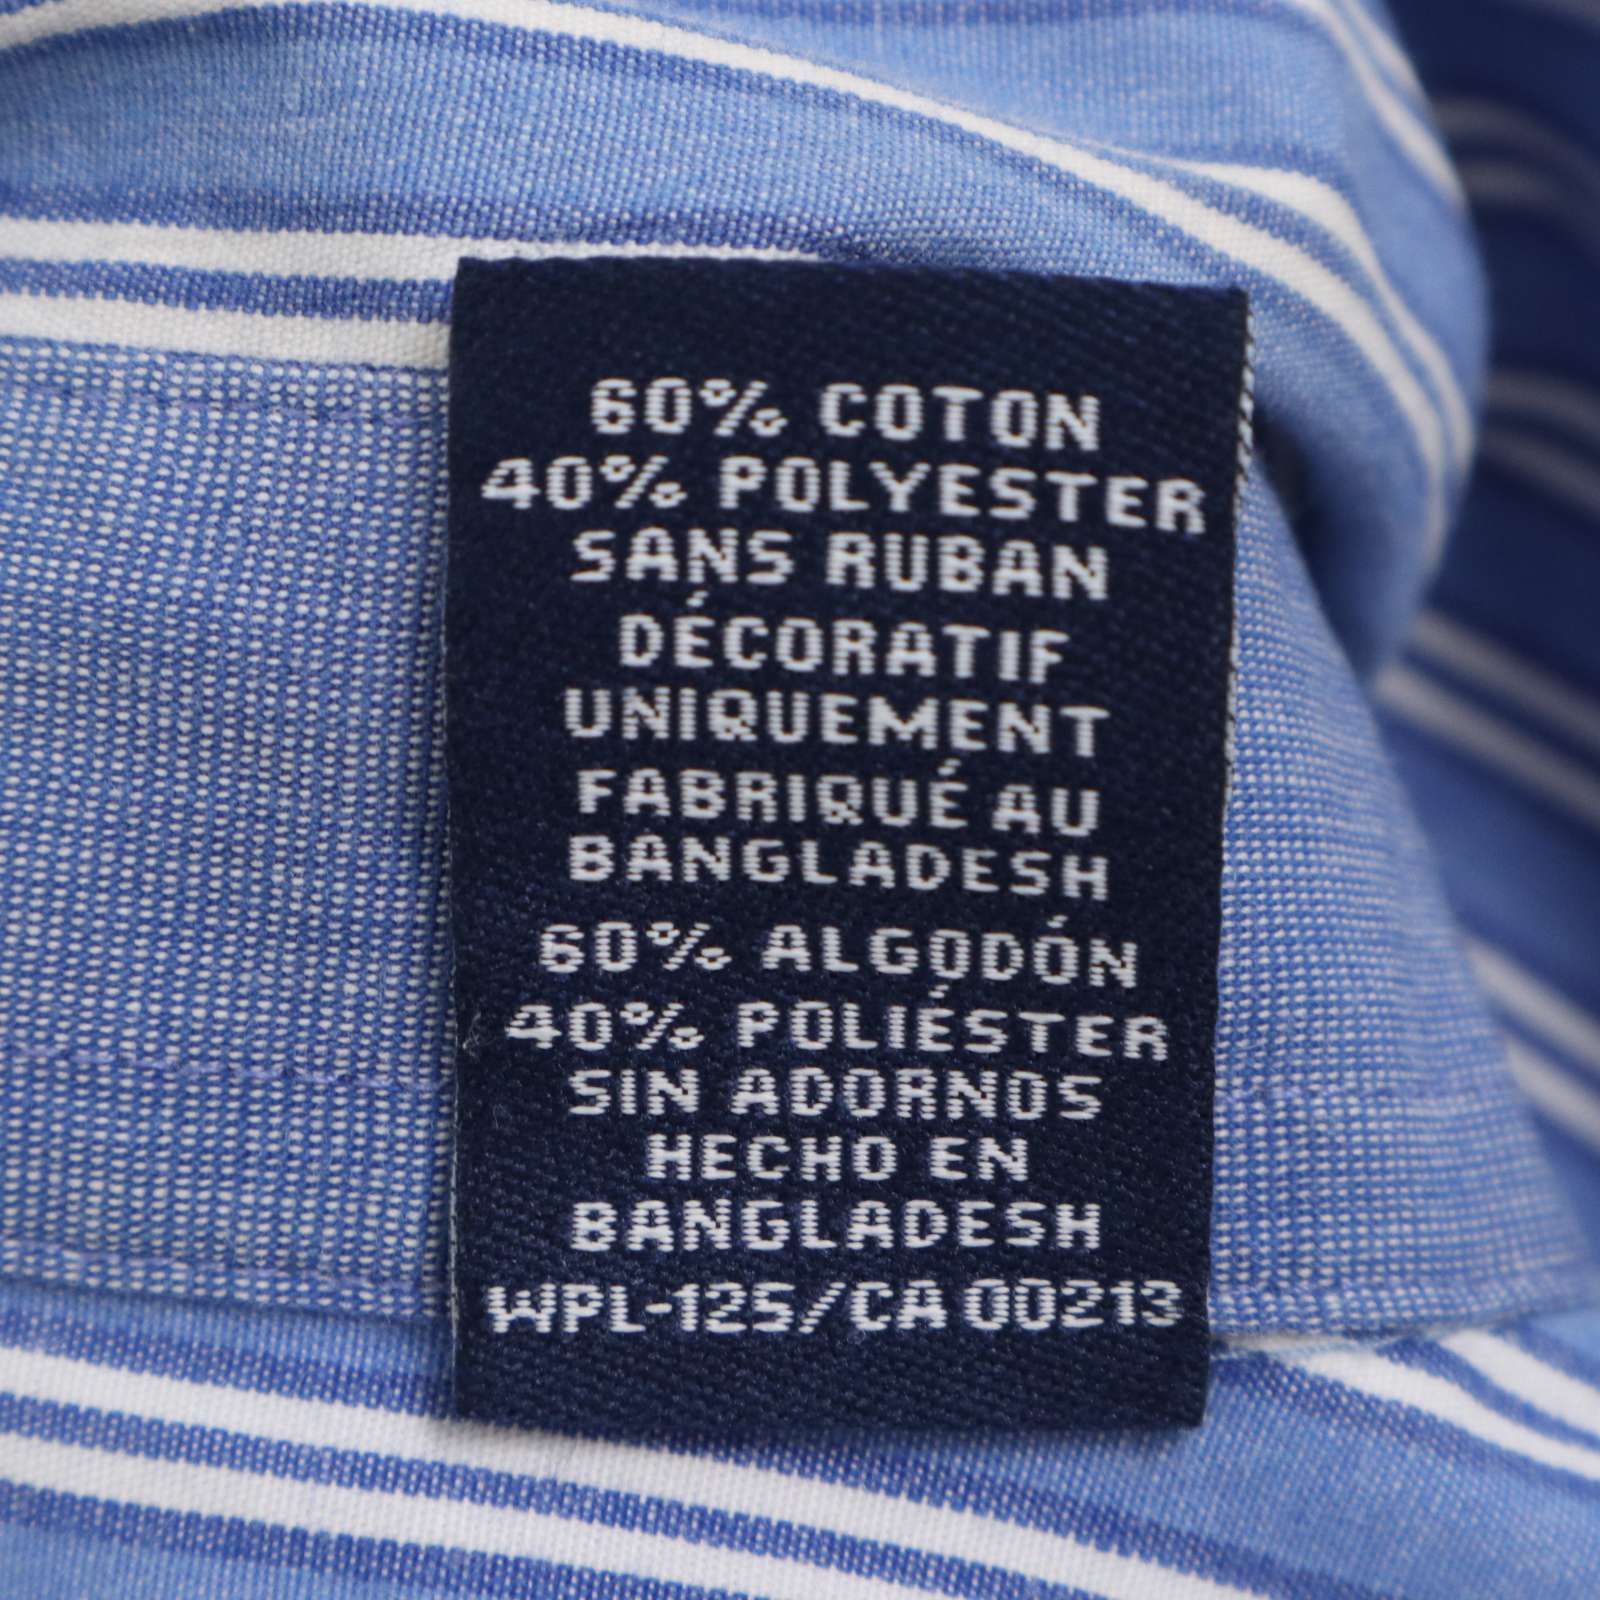 60% COTON
40% POLYESTER
SANS RUBAN
DÉCORATIF
UNIQUEMENT
FABRIQUÉ AU
BANGLADESH
60% ALGODÓN
40% POLIÉSTER
SIN ADORNOS
HECHO EN
BANGLADESH
WPL-125/CA 00213